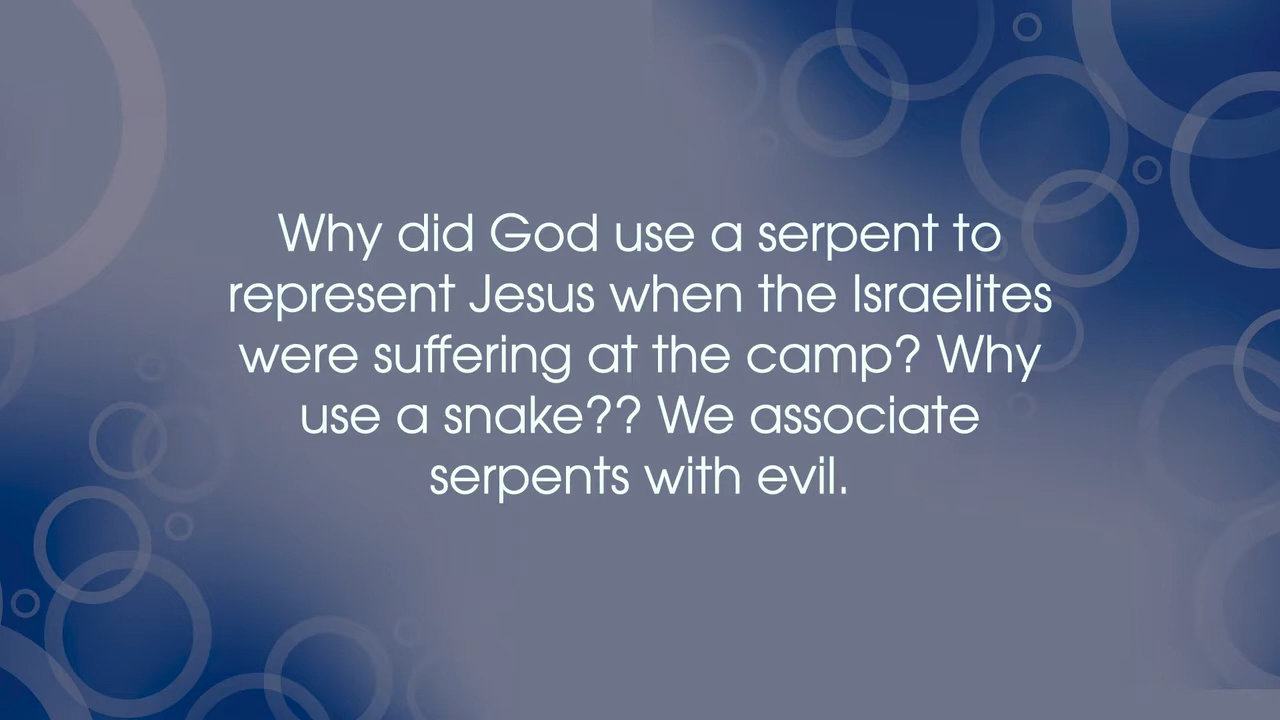 Why did God use a serpent to
represent Jesus when the Israelites
were suffering at the camp? Why
use a snake?? We associate
serpents with evil.